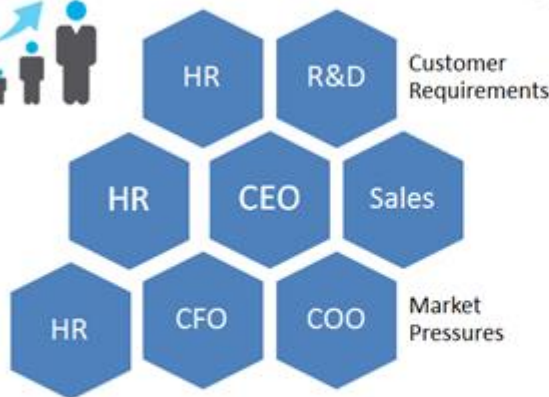 HR
R&D
Customer
Requirements
HR
CEO
Sales
HR
CFO
COO
Market
Pressures